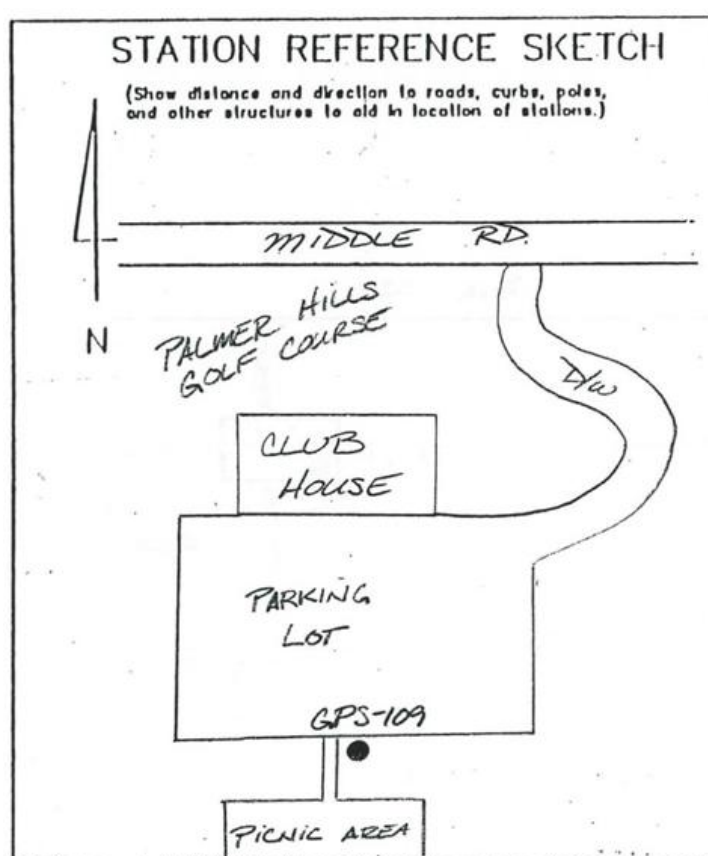 STATION REFERENCE SKETCH
(Show distance and direction to roads, curbs, poles,
and other structures to aid in location of stations.)
MIDDLE RD.
N
PALMER HILLS
GOLF COURSE
D/W
CLUB
HOUSE
PARKING
LOT
GPS-109
PICNIC AREA